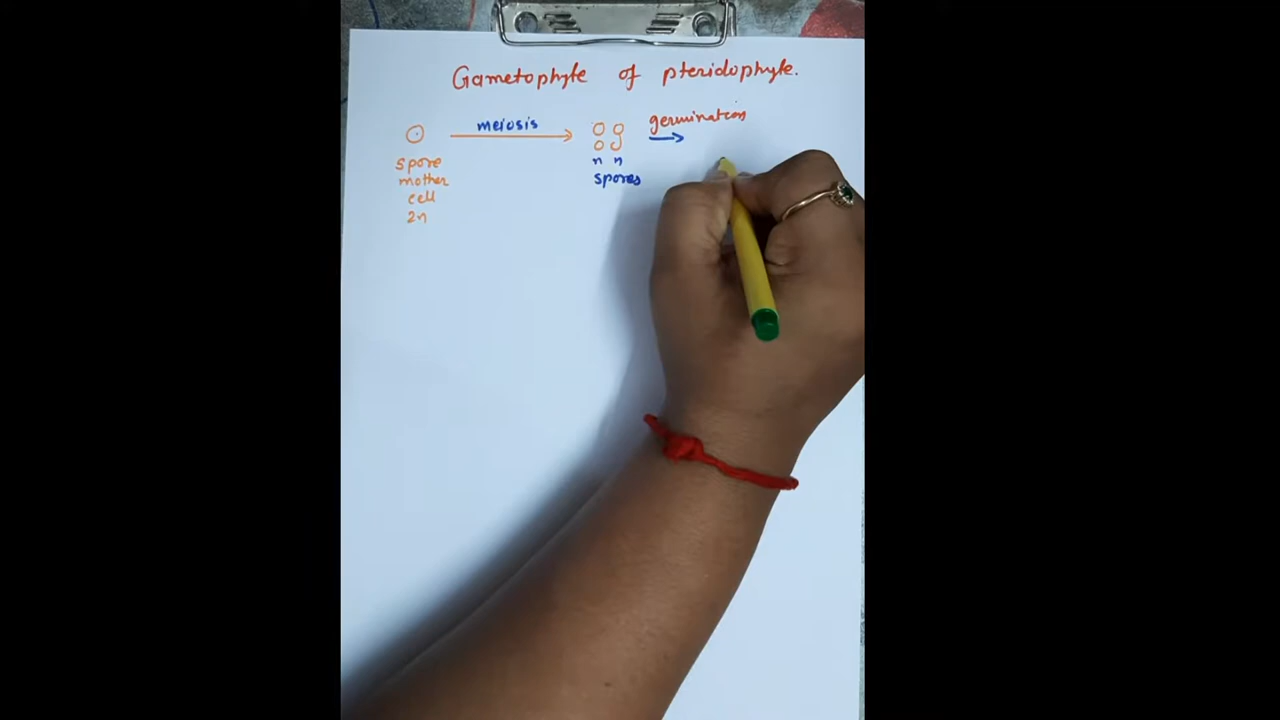 Gametophyte of pteridophyte.
meiosis
germination
n n
spores
spore
mother
cell
2n